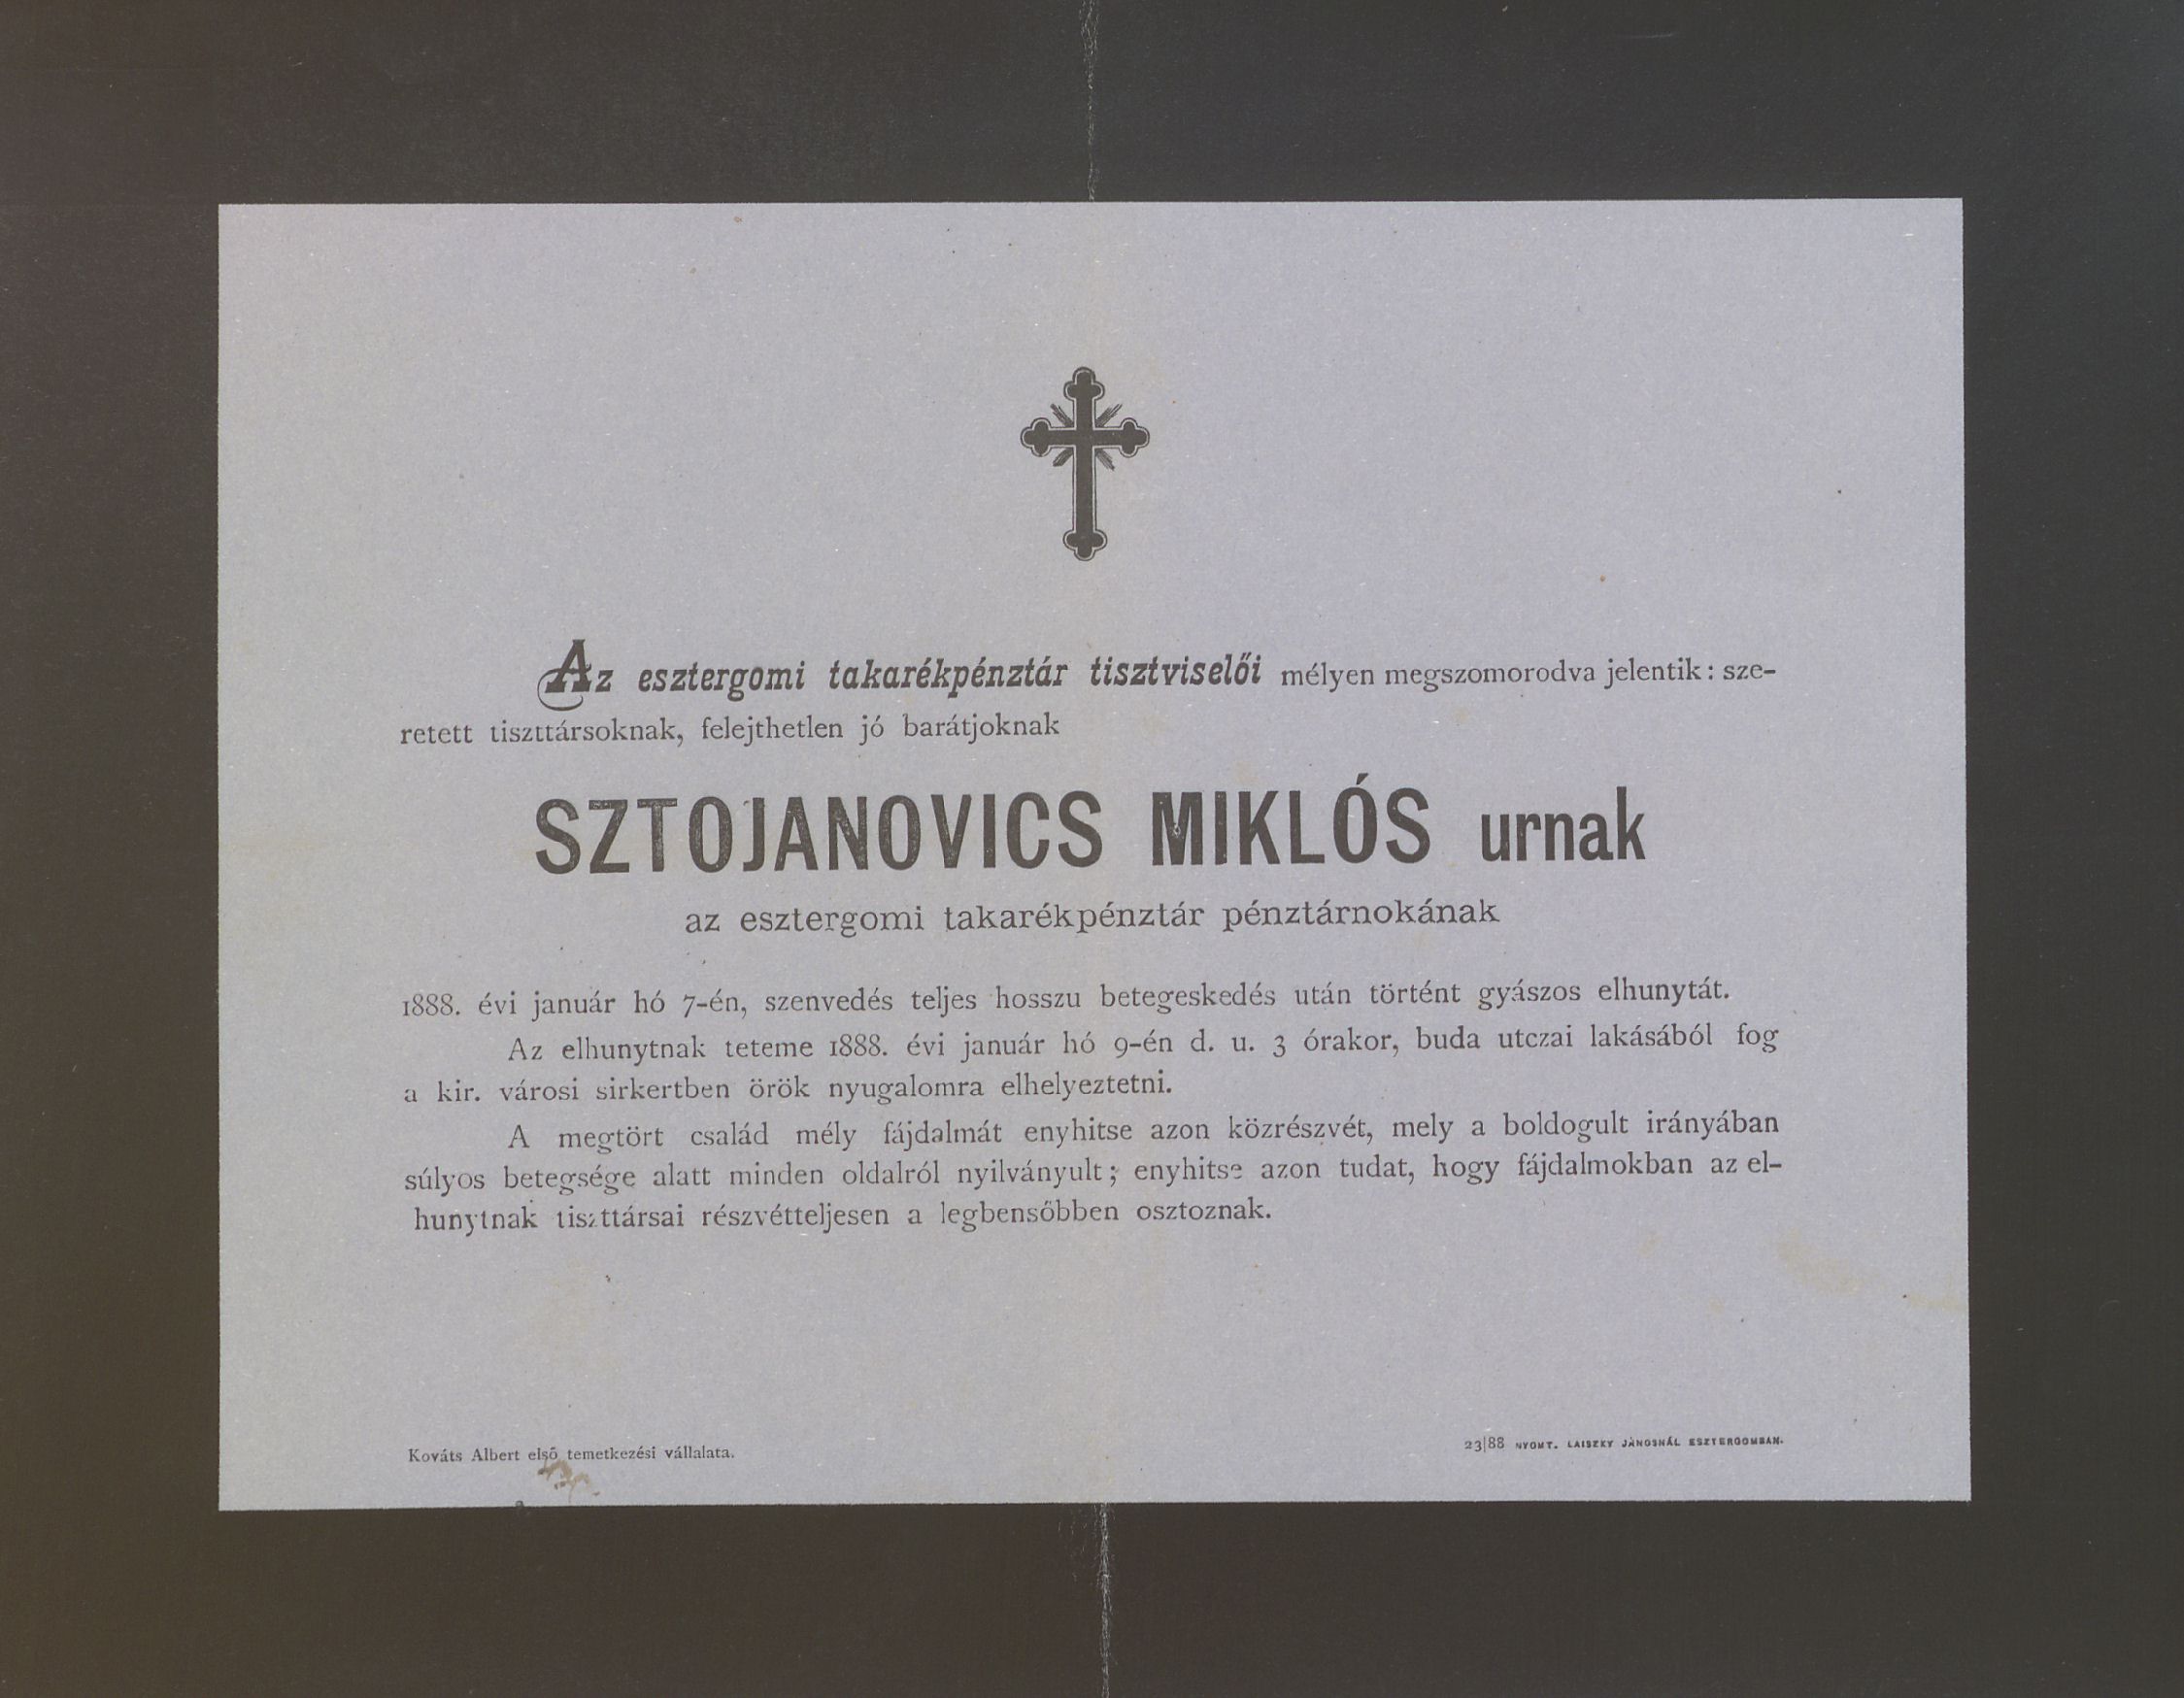 Az esztergomi takarékpénztár tisztviselői mélyen megszomorodva jelentik: sze-
retett tiszttársoknak, felejthetlen jó barátjoknak
SZTOJANOVICS MIKLÓS urnak
az esztergomi takarékpénztár pénztárnokának
1888. évi január hó 7-én, szenvedés teljes hosszu betegeskedés után történt gyászos elhunytát.
Az elhunytnak teteme 1888. évi január hó 9-én d. u. 3 órakor, buda utczai lakásából fog
a kir. városi sirkertben örök nyugalomra elhelyeztetni.
A megtört család mély fájdalmát enyhitse azon közrészvét, mely a boldogult irányában
súlyos betegsége alatt minden oldalról nyilványult; enyhitse azon tudat, hogy fájdalmokban az el-
hunytnak tiszttársai részvétteljesen a legbensőbben osztoznak.
Kováts Albert első temetkezési vállalata.
23|88 NYOMT. LAISZKY JÁNOSNÁL ESZTERGOMBAN.